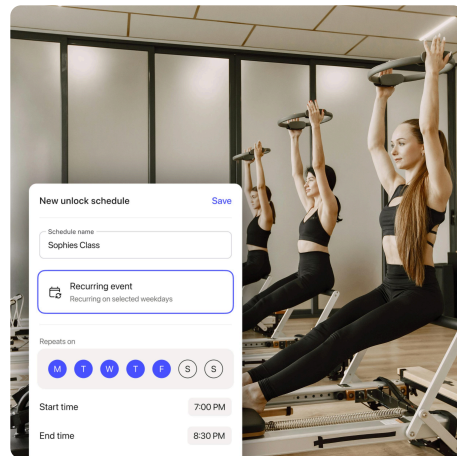 New unlock schedule Save
Schedule name
Sophies Class
Recurring event
Recurring on selected weekdays
Repeats on
M T W T F S S
Start time 7:00 PM
End time 8:30 PM